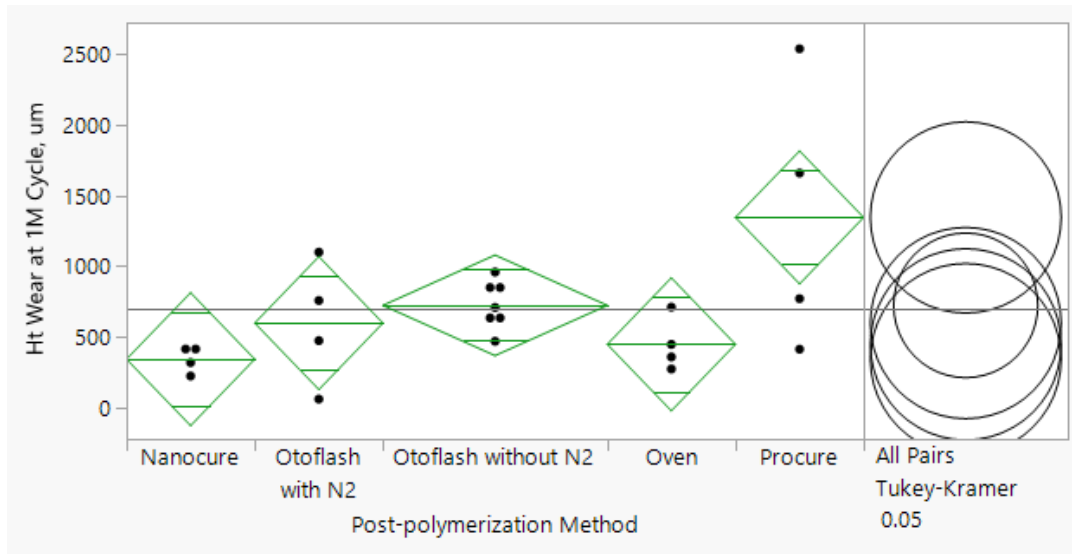 Ht Wear at 1M Cycle, um
2500
2000
1500
1000
500
0
Nanocure
Otoflash
with N2
Otoflash without N2
Oven
Procure
All Pairs
Tukey-Kramer
0.05
Post-polymerization Method